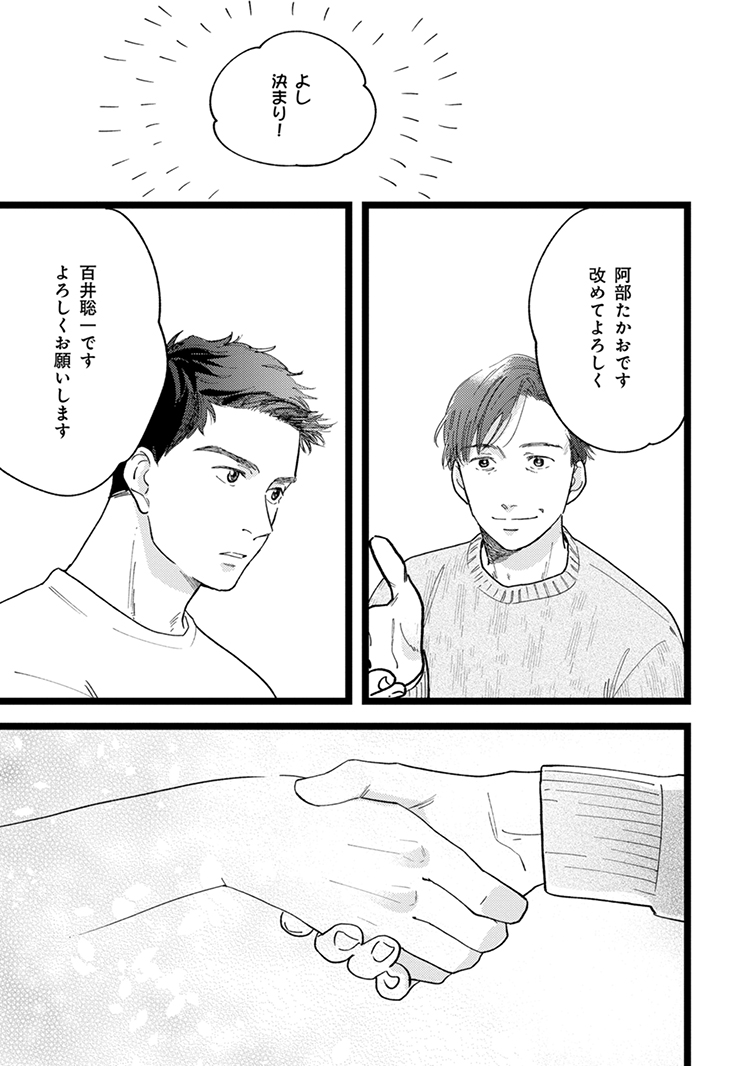 よし
決まり！
阿部たかおです
改めてよろしく
百井聡一です
よろしくお願いします